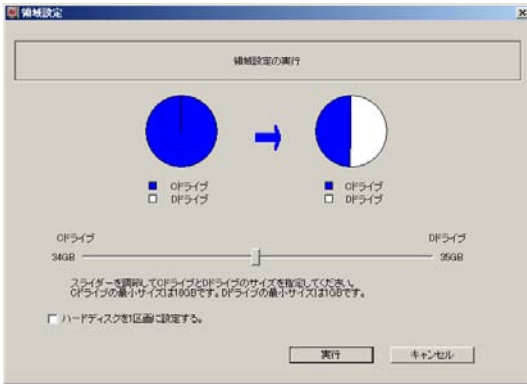 領域設定
領域設定の実行
Cドライブ
Dドライブ
Cドライブ
Dドライブ
Cドライブ
Dドライブ
34GB
35GB
スライダーを調節してCドライブとDドライブのサイズを指定してください。
Cドライブの最小サイズは10GBです。Dドライブの最小サイズは1GBです。
ハードディスクを1区画に設定する。
実行
キャンセル